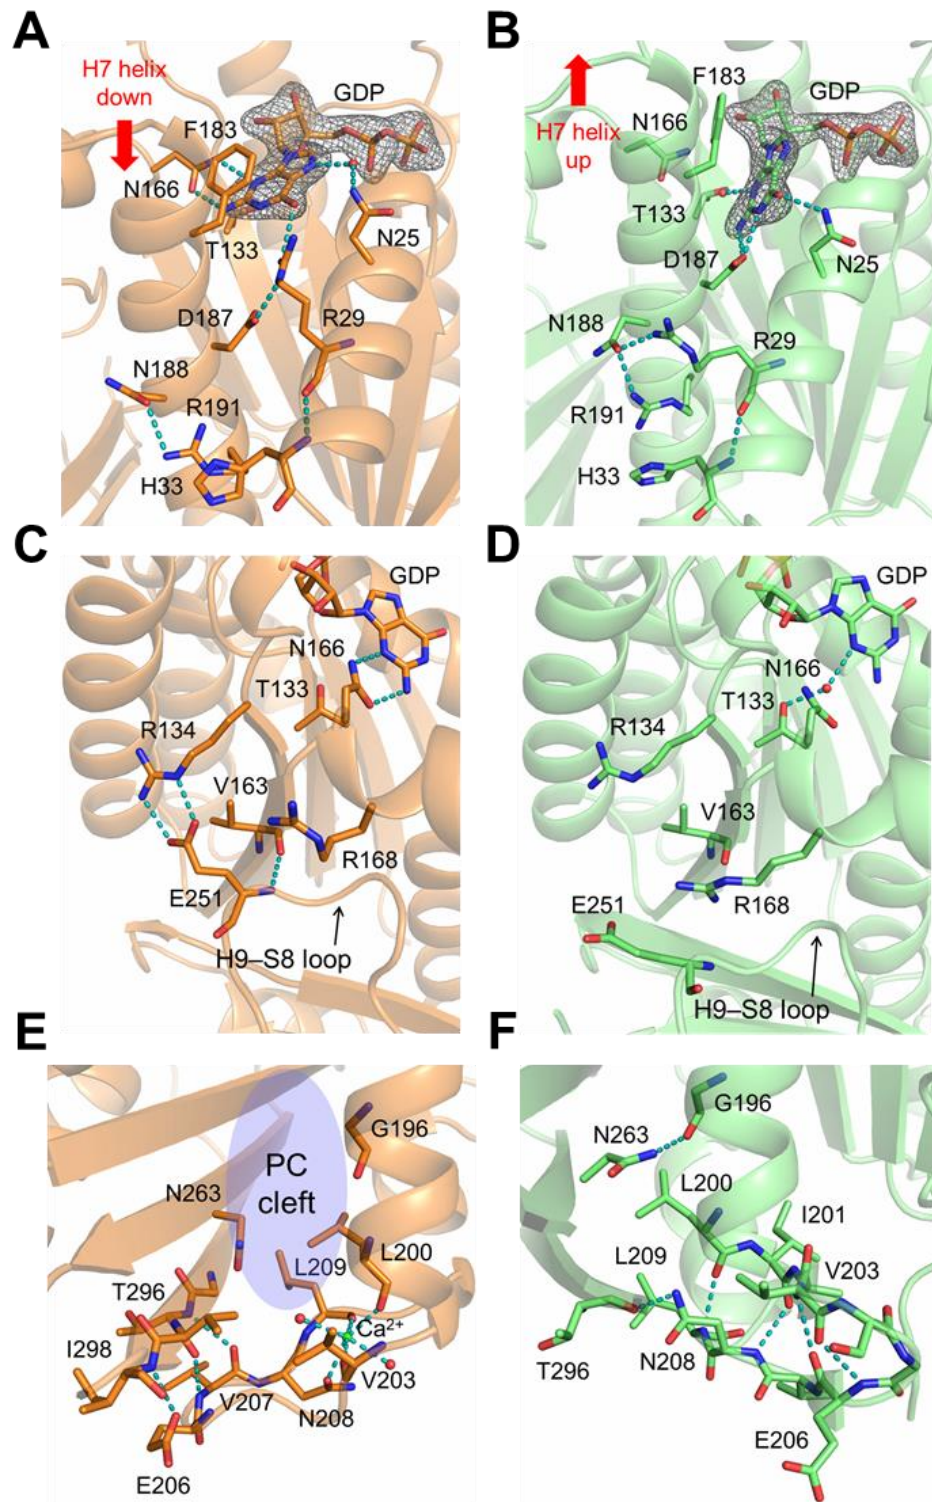 A
H7 helix
down
F183
GDP
N166
T133
N25
D187
R29
N188
R191
H33
B
F183
GDP
N166
H7 helix
up
T133
D187
N25
N188
R29
R191
H33
C
GDP
N166
T133
R134
V163
R168
E251
H9–S8 loop
D
GDP
N166
T133
R134
V163
R168
E251
H9–S8 loop
E
G196
PC
cleft
N263
L200
L209
T296
Ca²⁺
I298
V203
V207
N208
E206
F
G196
N263
L200
I201
L209
V203
T296
N208
E206